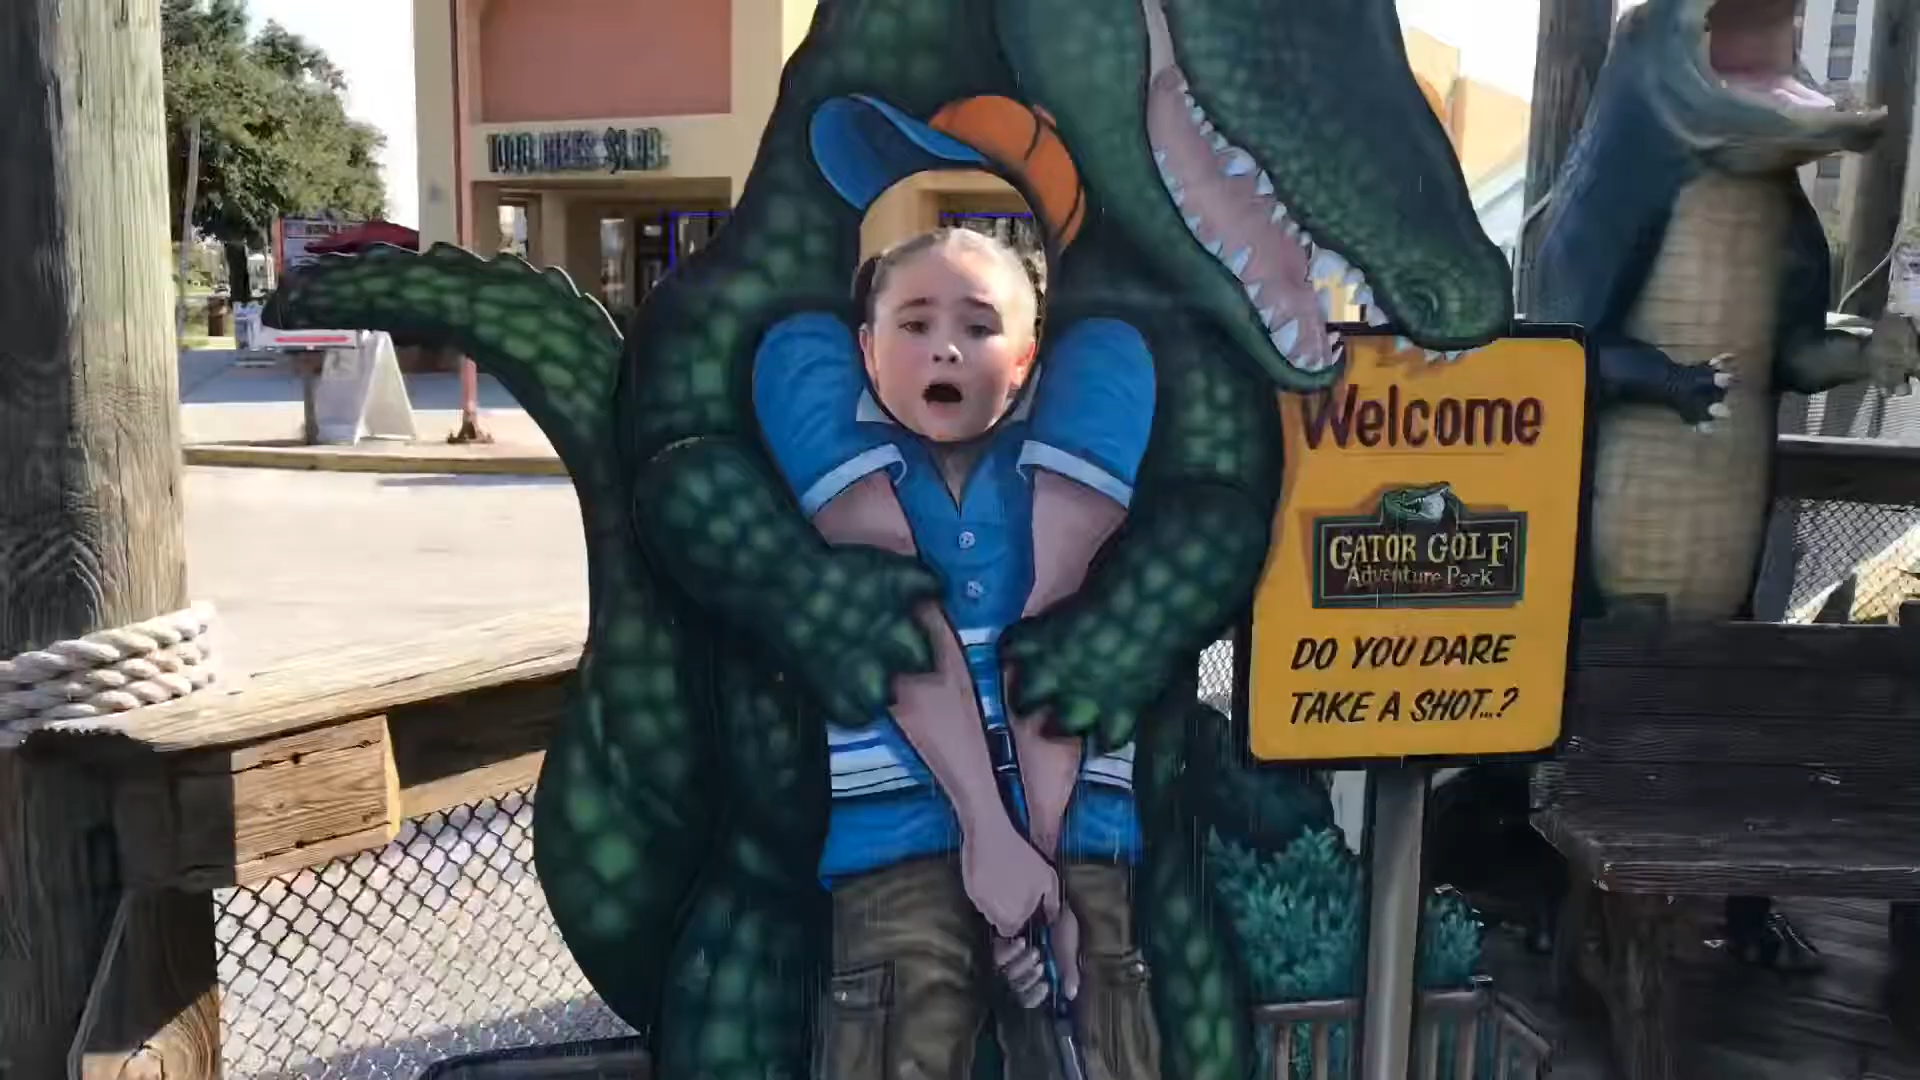 Welcome
GATOR GOLF
Adventure Park
DO YOU DARE
TAKE A SHOT..?